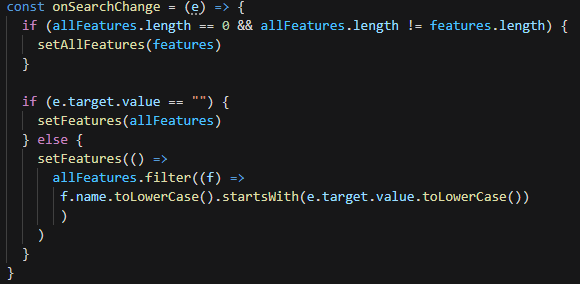 const onSearchChange = (e) => {
if (allFeatures.length == 0 && allFeatures.length != features.length) {
setAllFeatures(features)
}
if (e.target.value == "") {
setFeatures(allFeatures)
} else {
setFeatures(() =>
allFeatures.filter((f) =>
f.name.toLowerCase().startsWith(e.target.value.toLowerCase())
)
)
}
}